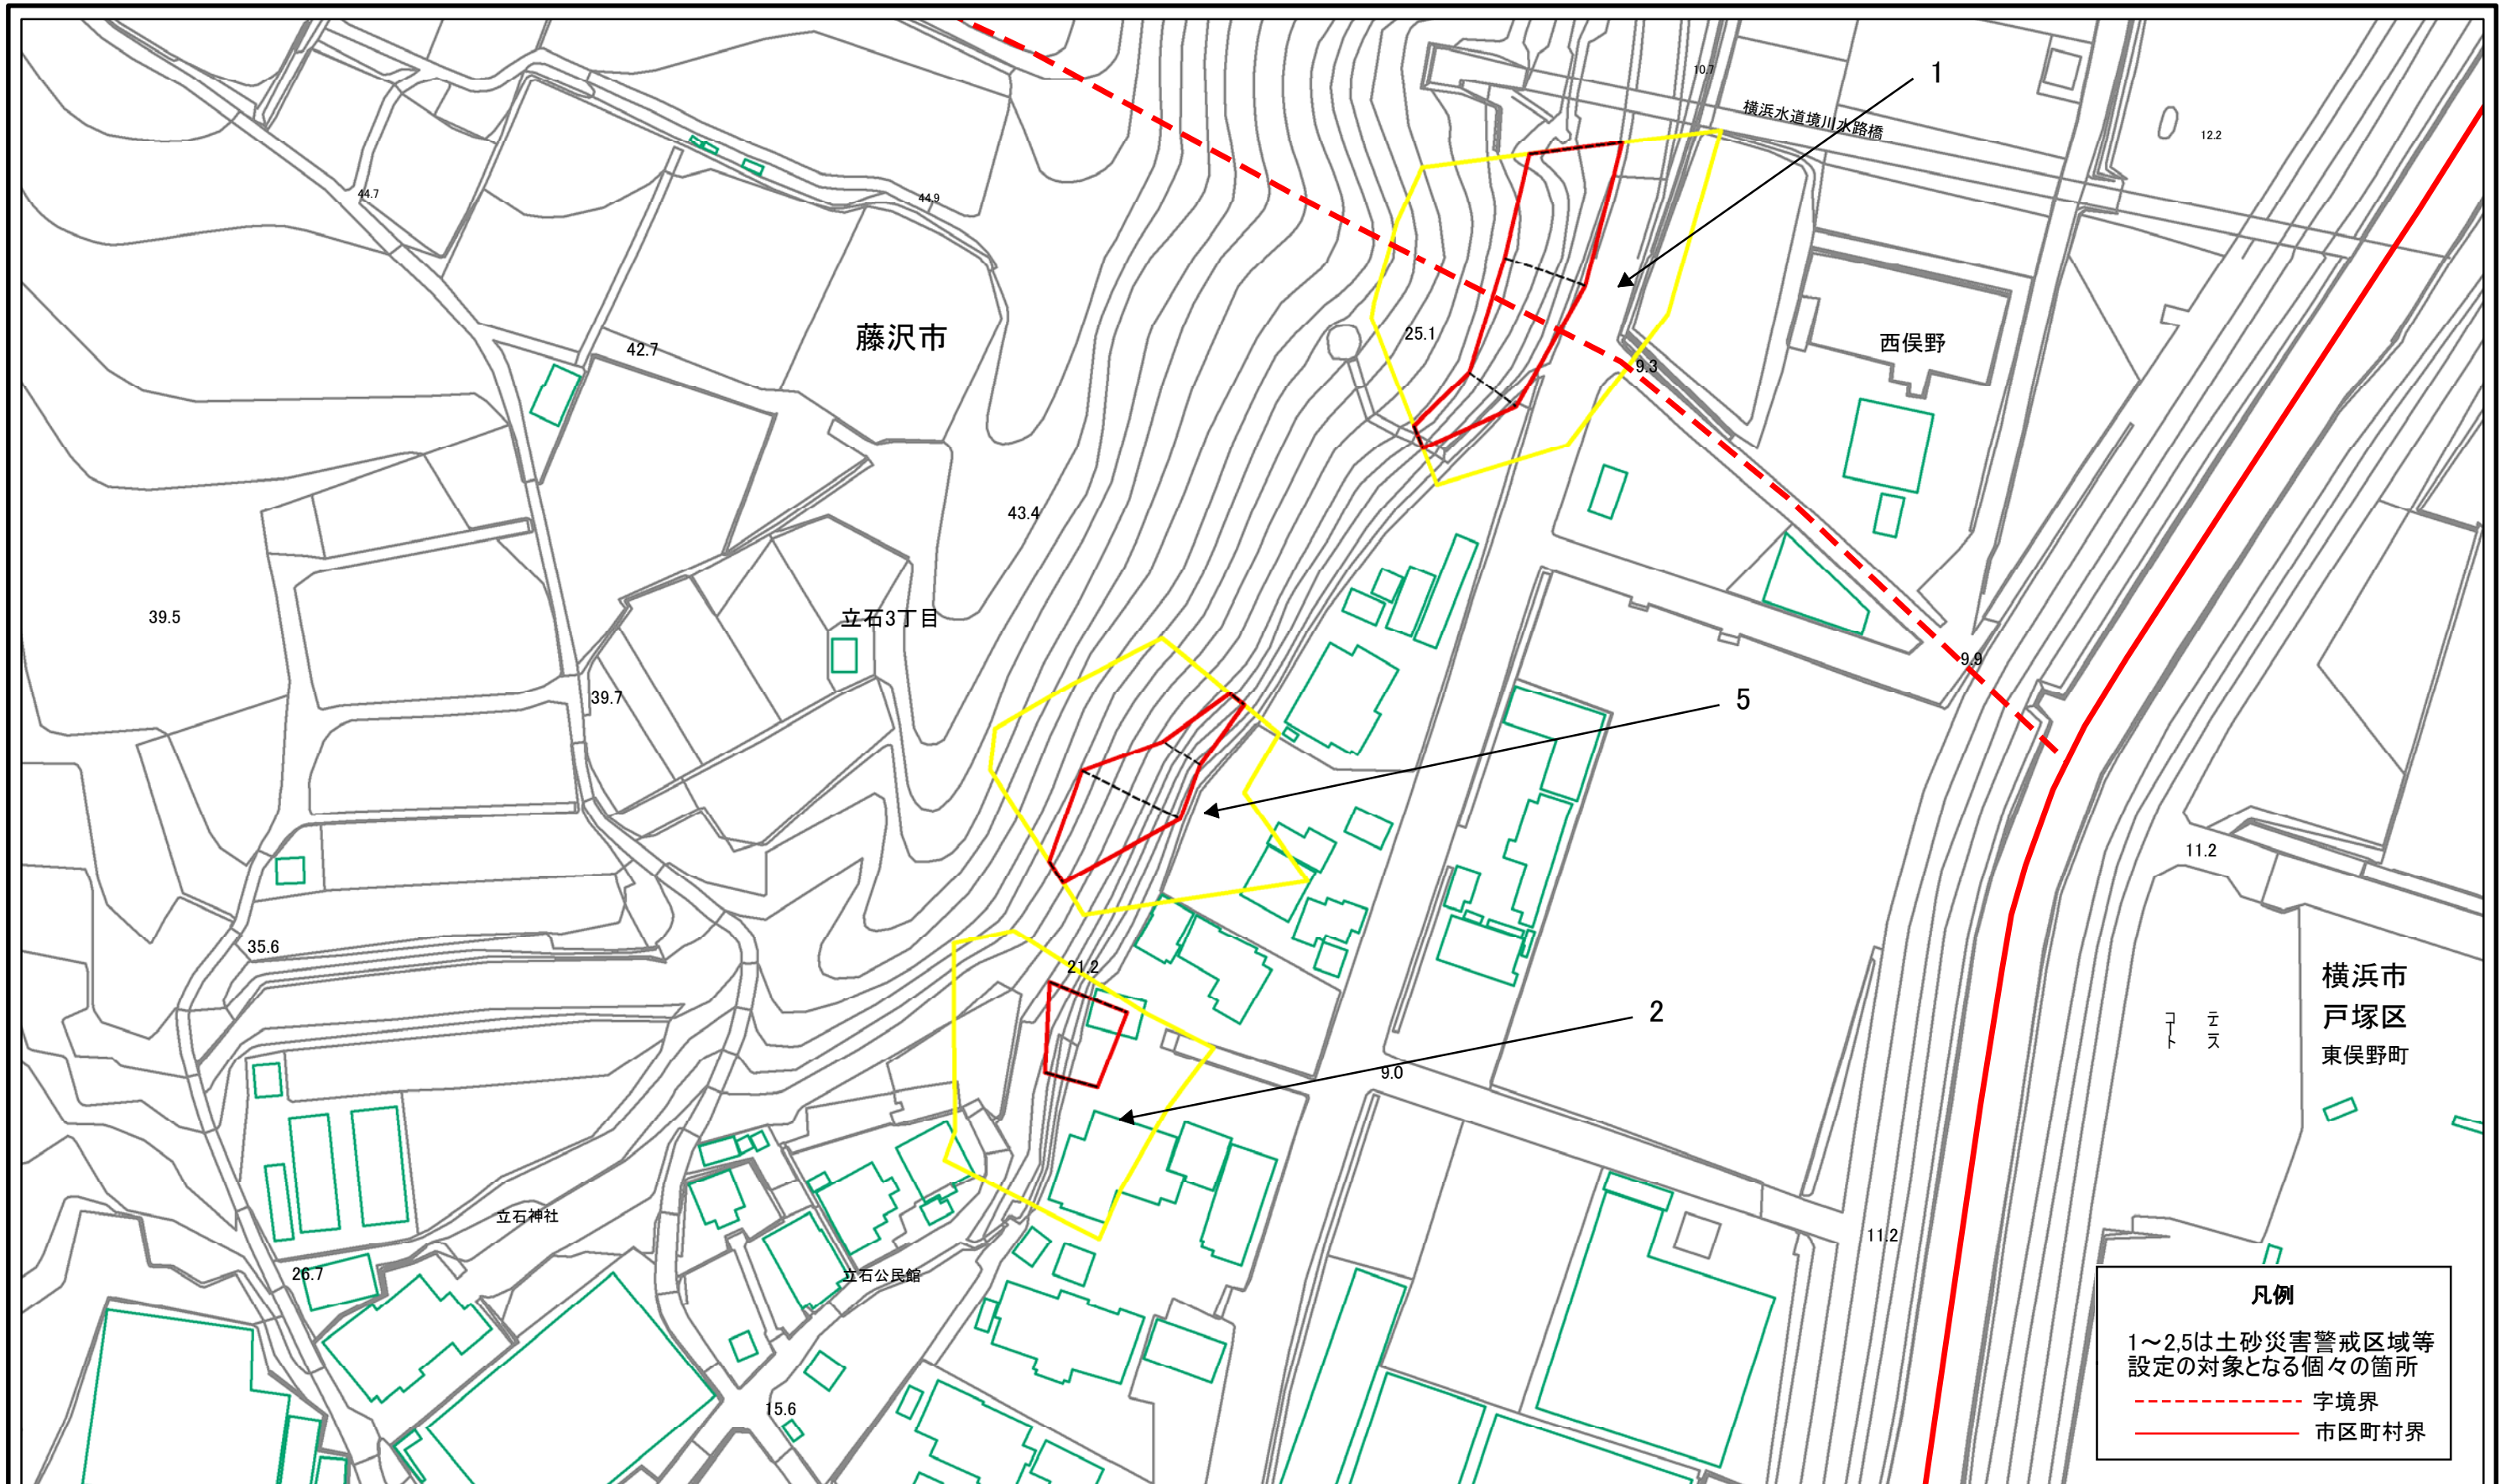 1
10.7
横浜水道境川水路橋
12.2
44.7
44.9
藤沢市
25.1
42.7
西俣野
9.3
43.4
39.5
立石3丁目
9.9
39.7
5
11.2
35.6
21.2
横浜市
戸塚区
東俣野町
テニス
コート
2
9.0
立石神社
11.2
26.7
立石公民館
15.6
凡例
1～2,5は土砂災害警戒区域等
設定の対象となる個々の箇所
字境界
市区町村界